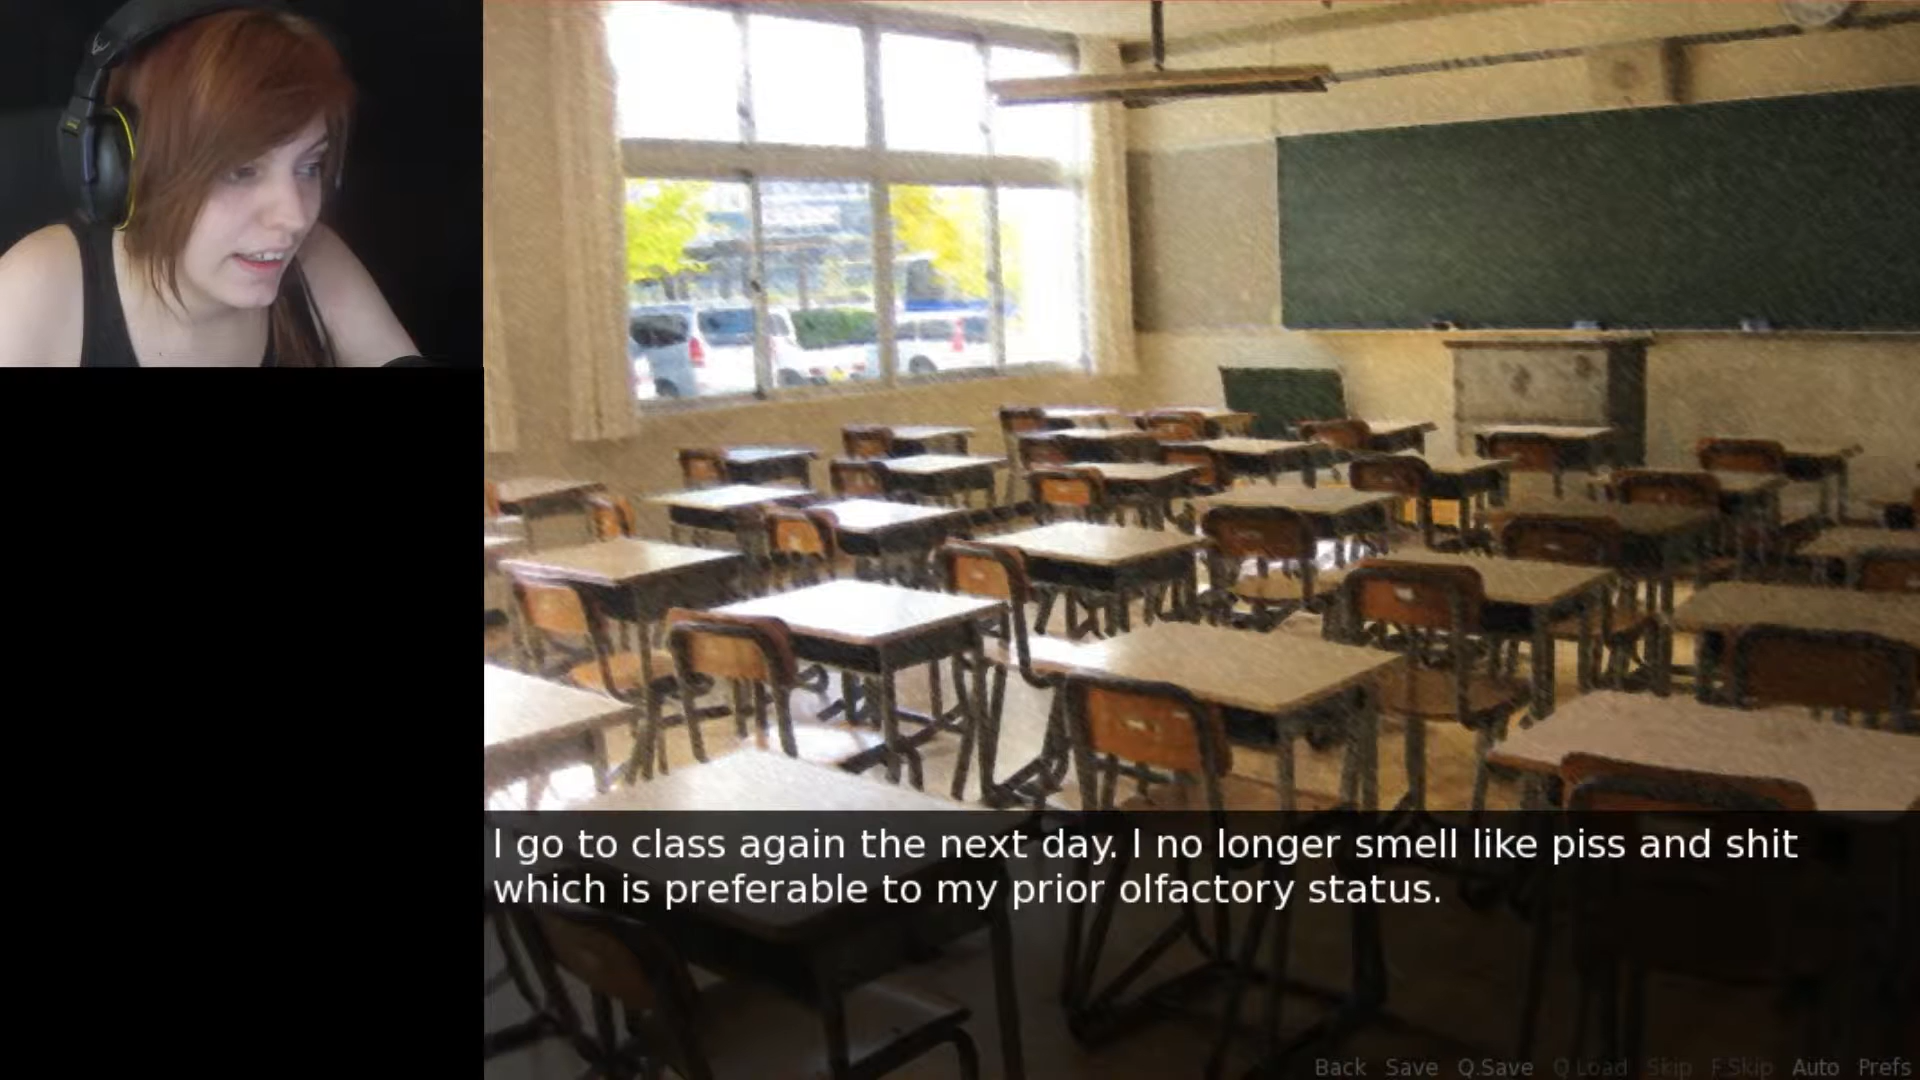 I go to class again the next day. I no longer smell like piss and shit
which is preferable to my prior olfactory status.
Back Save Q.Save Q.Load Skip F.Skip Auto Prefs